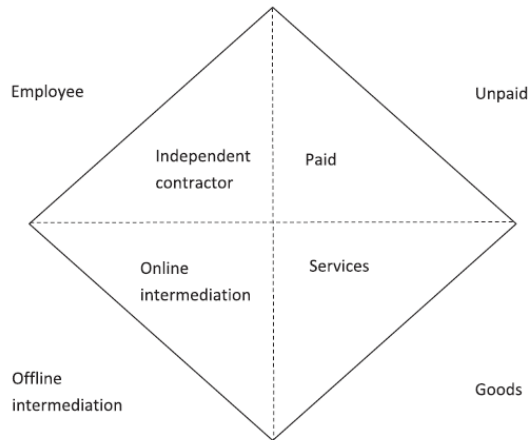 Employee
Unpaid
Independent
contractor
Paid
Online
intermediation
Services
Offline
intermediation
Goods